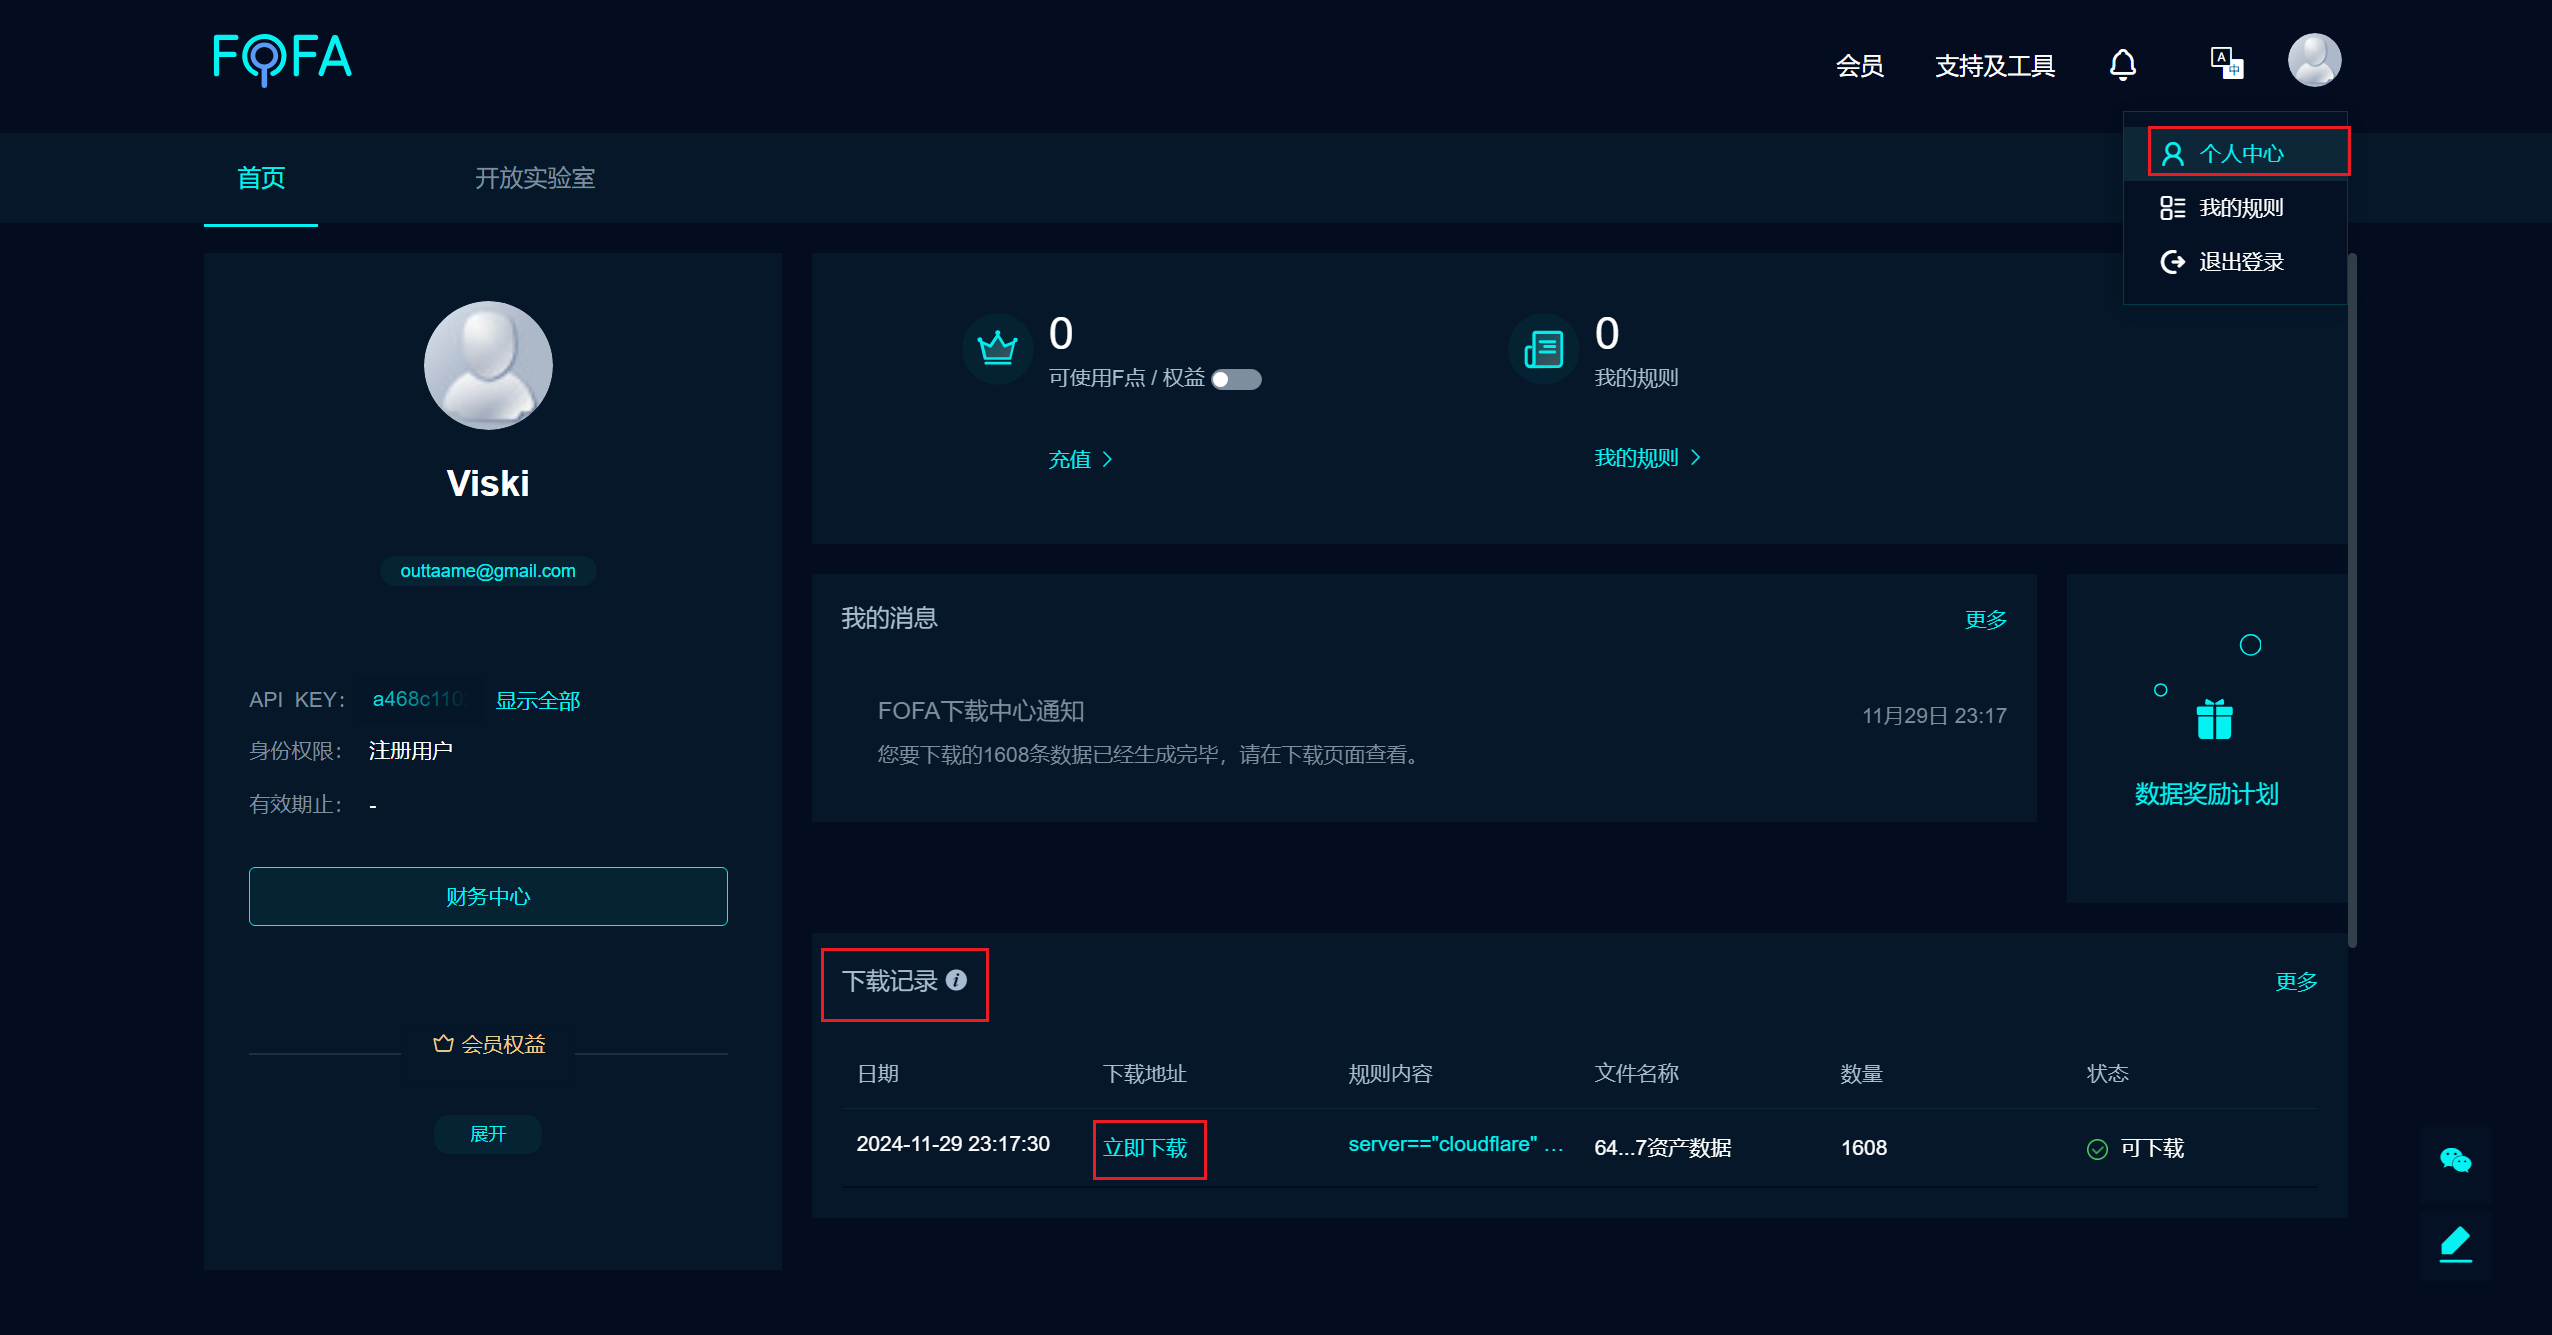 FOFA
会员 支持及工具
首页 开放实验室
个人中心
我的规则
退出登录
Viski
outtaame@gmail.com
API KEY: a468c110 显示全部
身份权限: 注册用户
有效期止: -
财务中心
会员权益
展开
0
可使用F点 / 权益
充值 >
0
我的规则
我的规则 >
我的消息 更多
FOFA下载中心通知 11月29日 23:17
您要下载的1608条数据已经生成完毕，请在下载页面查看。
数据奖励计划
下载记录 更多
日期 下载地址 规则内容 文件名称 数量 状态
2024-11-29 23:17:30 立即下载 server=="cloudflare" ... 64...7资产数据 1608 可下载